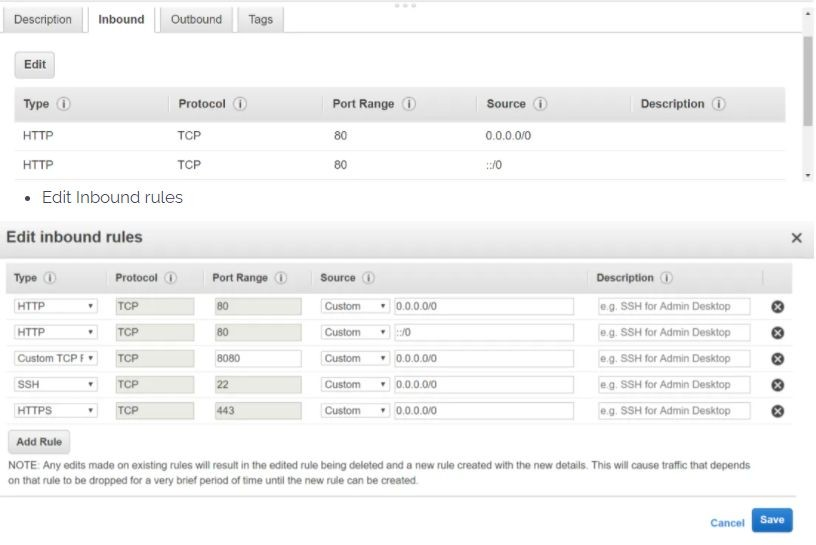 Description Inbound Outbound Tags
Edit
Type Protocol Port Range Source Description
HTTP TCP 80 0.0.0.0/0
HTTP TCP 80 ::/0
• Edit Inbound rules
Edit inbound rules
Type Protocol Port Range Source Description
HTTP TCP 80 Custom 0.0.0.0/0 e.g. SSH for Admin Desktop
HTTP TCP 80 Custom ::/0 e.g. SSH for Admin Desktop
Custom TCP F TCP 8080 Custom 0.0.0.0/0 e.g. SSH for Admin Desktop
SSH TCP 22 Custom 0.0.0.0/0 e.g. SSH for Admin Desktop
HTTPS TCP 443 Custom 0.0.0.0/0 e.g. SSH for Admin Desktop
Add Rule
NOTE: Any edits made on existing rules will result in the edited rule being deleted and a new rule created with the new details. This will cause traffic that depends
on that rule to be dropped for a very brief period of time until the new rule can be created.
Cancel Save